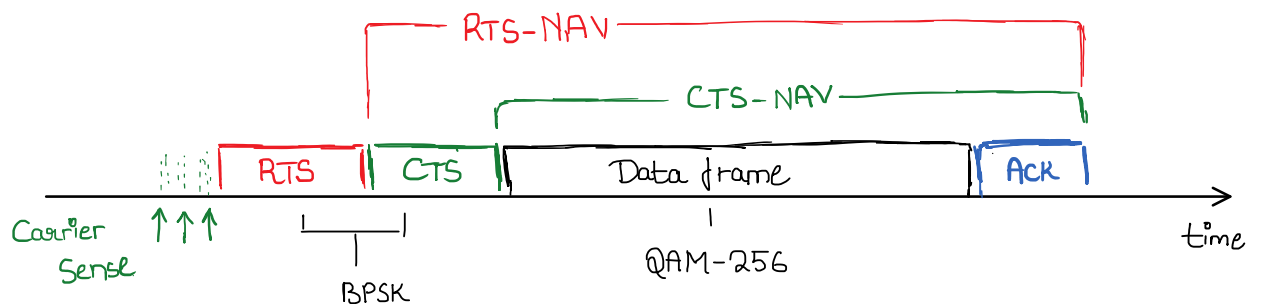 RTS-NAV
CTS-NAV
RTS CTS Data frame ACK
Carrier
Sense
time
BPSK
QAM-256